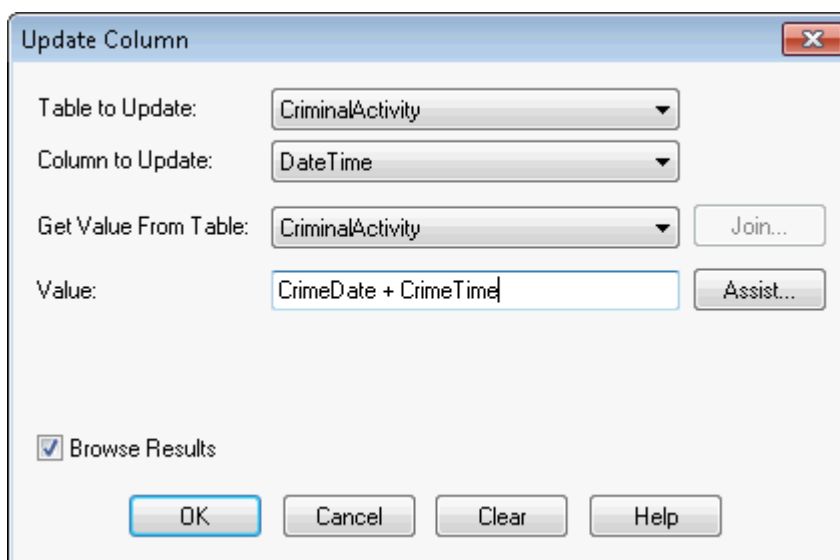 Update Column
Table to Update: CriminalActivity
Column to Update: DateTime
Get Value From Table: CriminalActivity Join...
Value: CrimeDate + CrimeTime Assist...
Browse Results
OK Cancel Clear Help